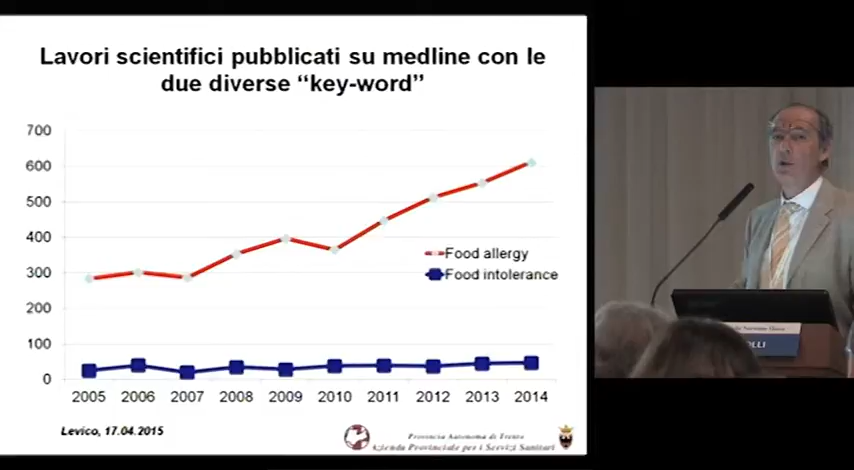 Lavori scientifici pubblicati su medline con le
due diverse “key-word”
700
600
500
400
300
200
100
0
Food allergy
Food intolerance
2005 2006 2007 2008 2009 2010 2011 2012 2013 2014
Levico, 17.04.2015
Provincia Autonoma di Trento
Azienda Provinciale per i Servizi Sanitari
OLLI